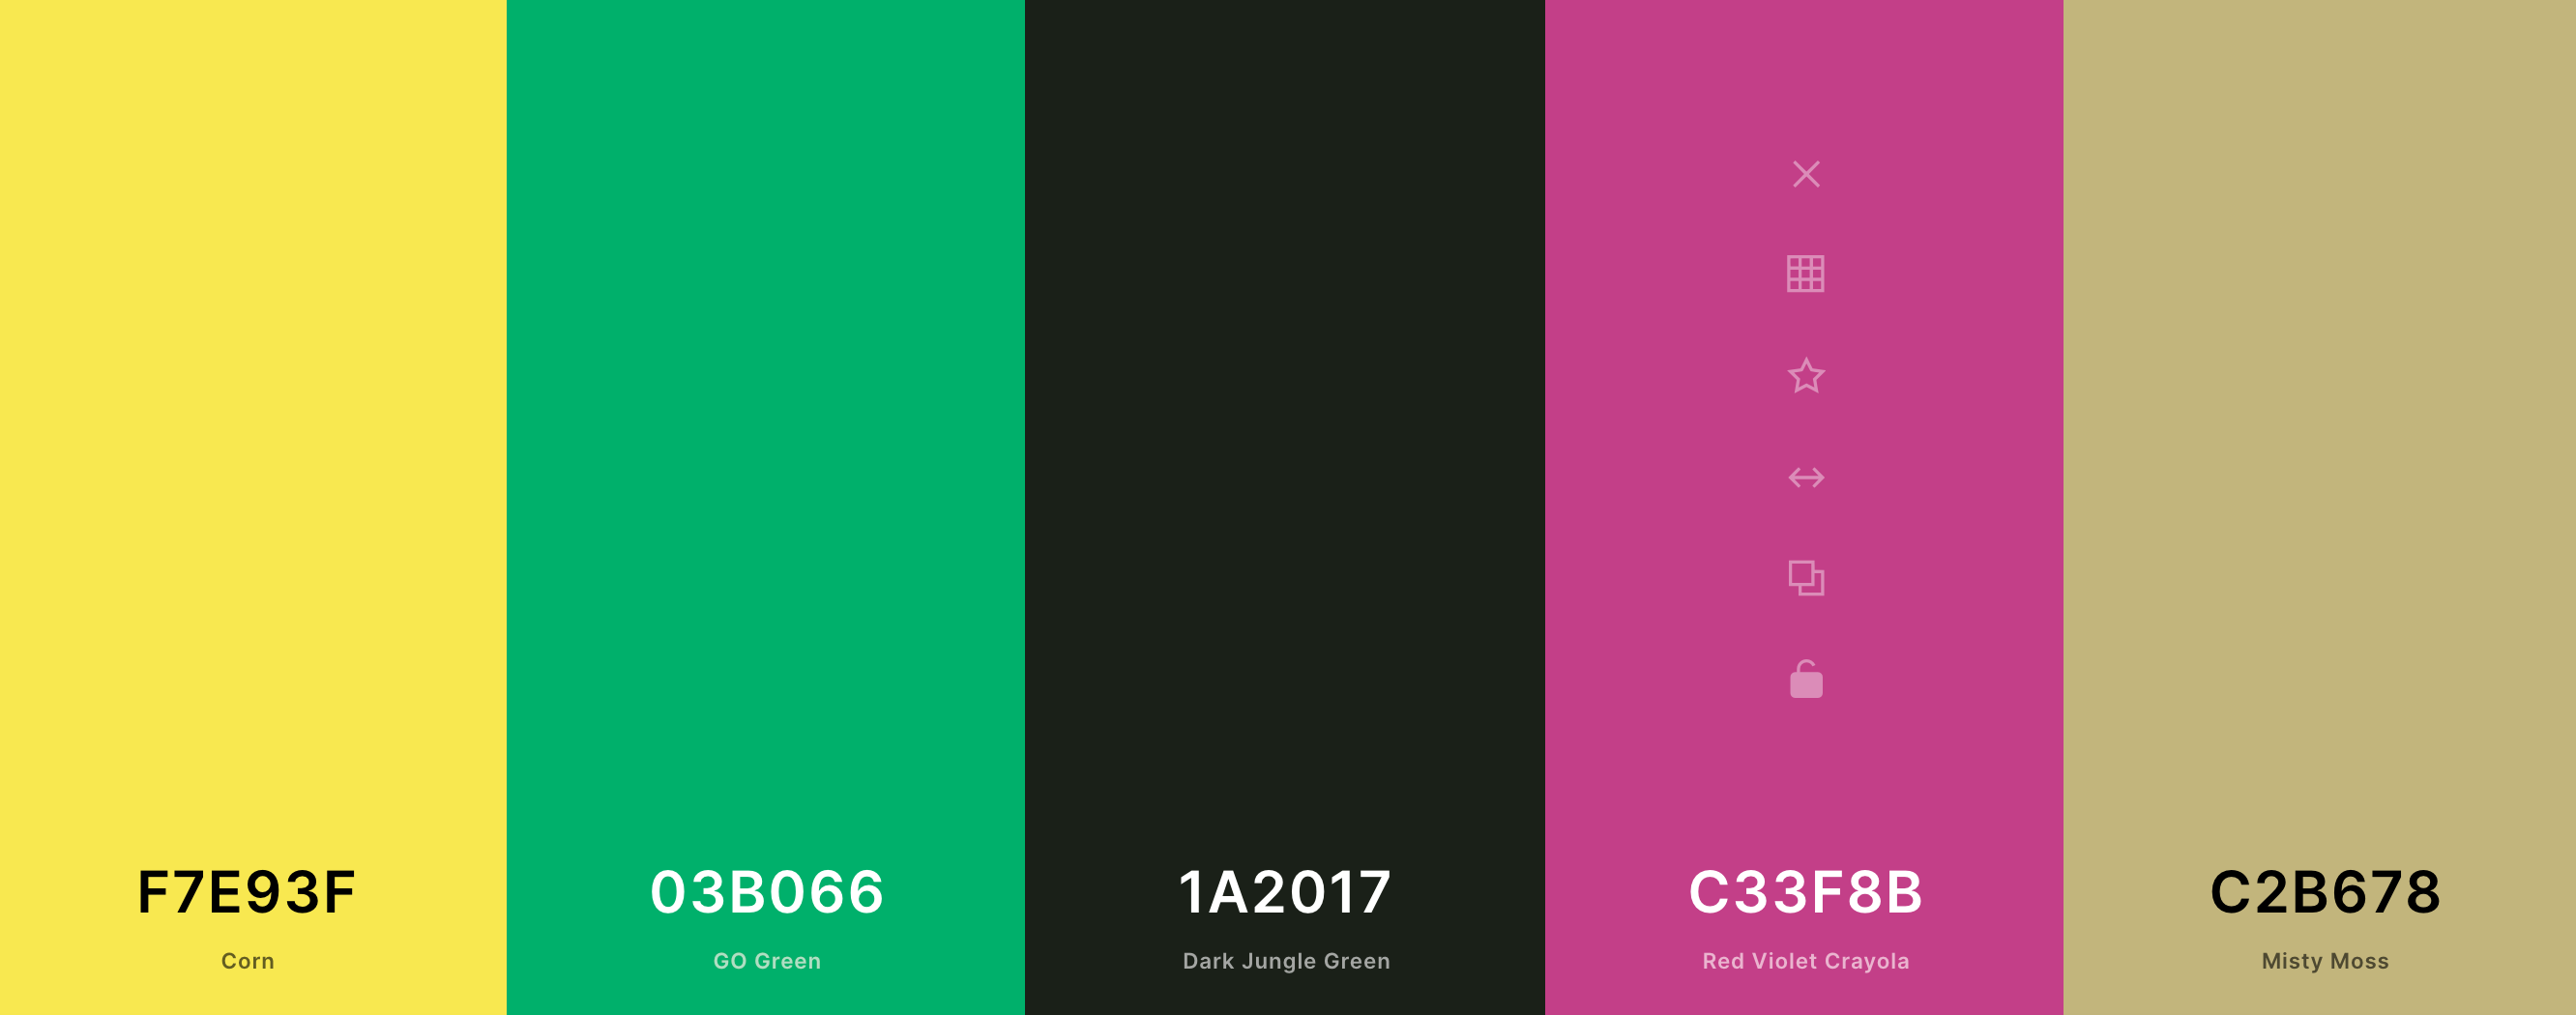 F7E93F
Corn
03B066
GO Green
1A2017
Dark Jungle Green
C33F8B
Red Violet Crayola
C2B678
Misty Moss